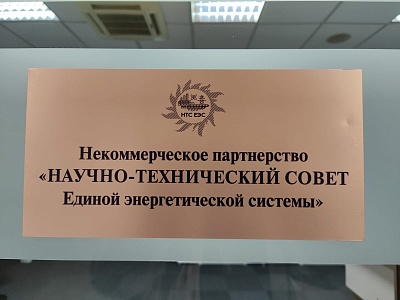 НТС ЕЭС
Некоммерческое партнерство
«НАУЧНО-ТЕХНИЧЕСКИЙ СОВЕТ
Единой энергетической системы»